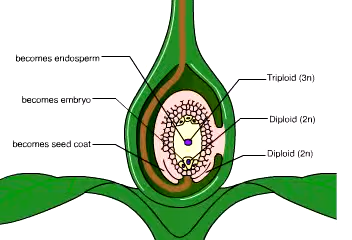 becomes endosperm
Triploid (3n)
becomes embryo
Diploid (2n)
becomes seed coat
Diploid (2n)